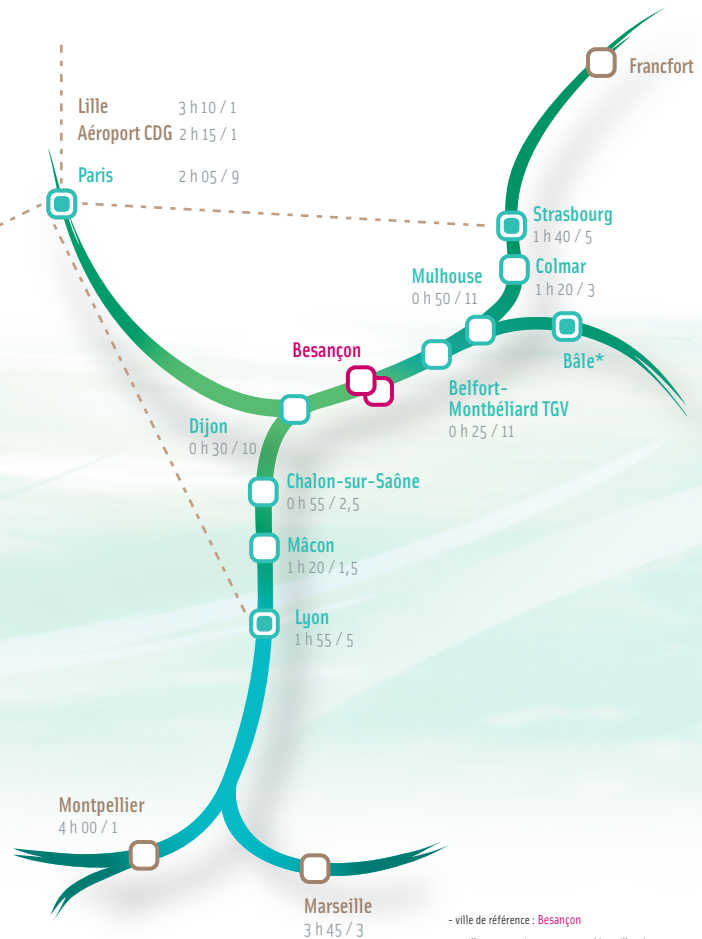 Francfort
Lille 3 h 10 / 1
Aéroport CDG 2 h 15 / 1
Paris 2 h 05 / 9
Strasbourg
1 h 40 / 5
Colmar
1 h 20 / 3
Mulhouse
0 h 50 / 11
Besançon
Bâle*
Belfort-
Montbéliard TGV
0 h 25 / 11
Dijon
0 h 30 / 10
Chalon-sur-Saône
0 h 55 / 2,5
Mâcon
1 h 20 / 1,5
Lyon
1 h 55 / 5
Montpellier
4 h 00 / 1
Marseille
3 h 45 / 3
- ville de référence : Besançon